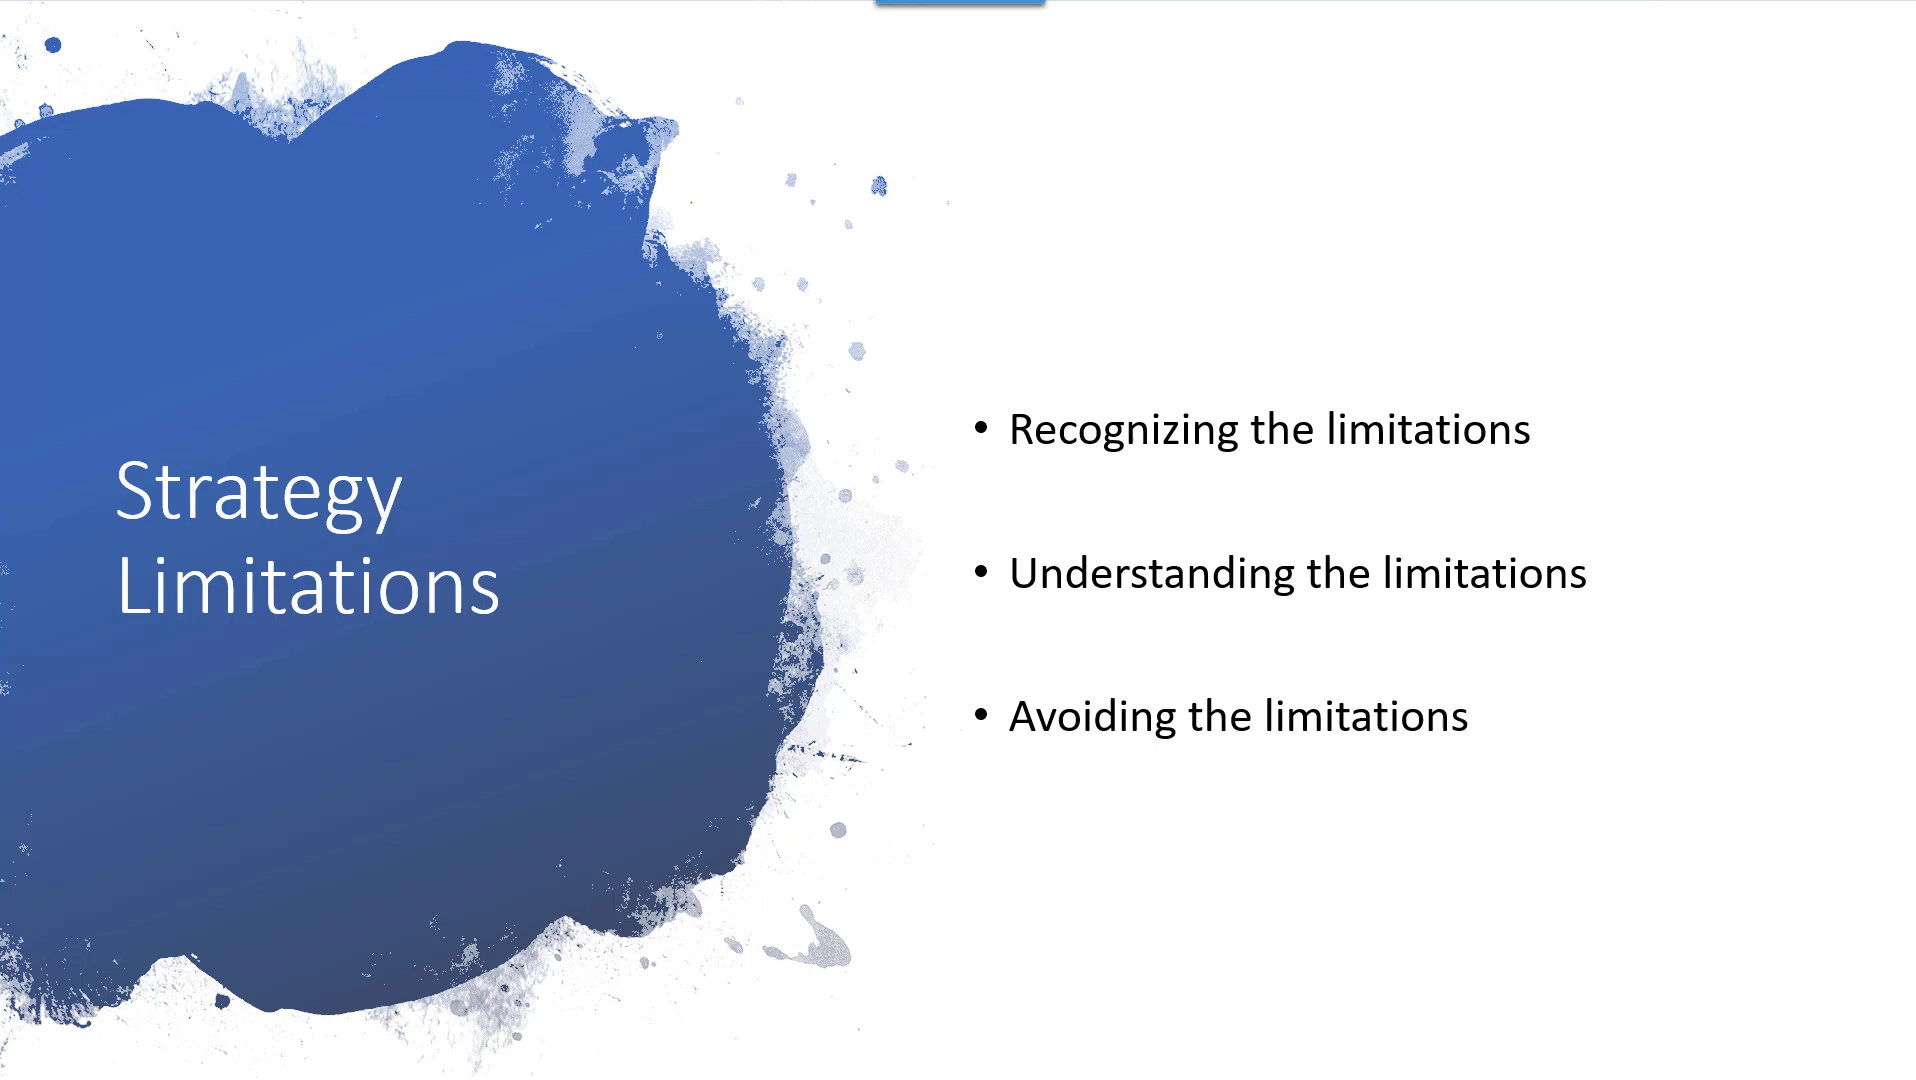 Strategy
Limitations
• Recognizing the limitations
• Understanding the limitations
• Avoiding the limitations